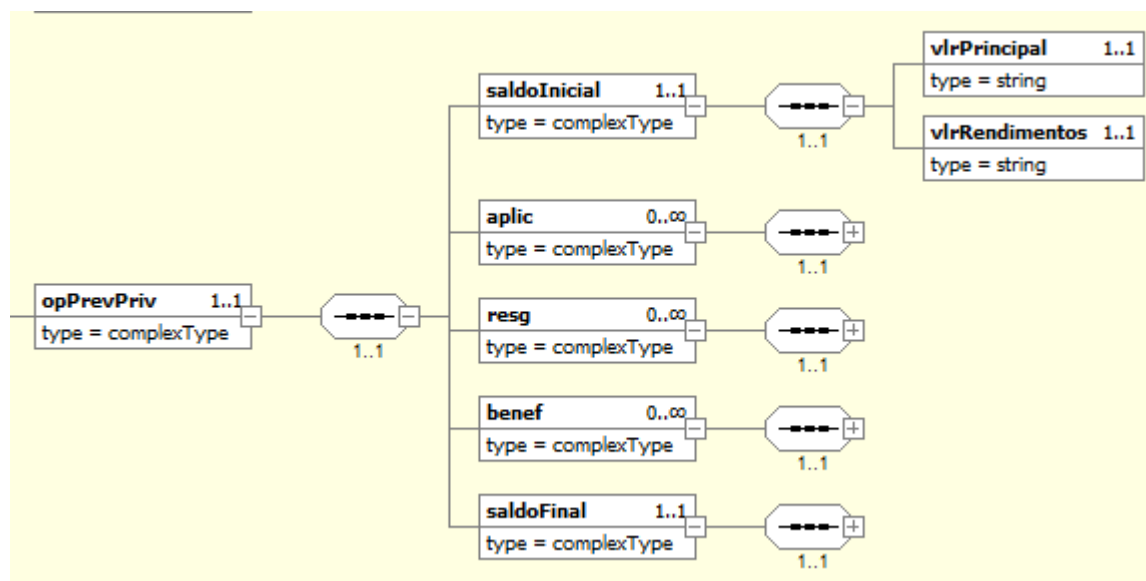 vlrPrincipal 1..1
type = string
saldoInicial 1..1
type = complexType
1..1
vlrRendimentos 1..1
type = string
aplic 0..∞
type = complexType
1..1
opPrevPriv 1..1
type = complexType
1..1
resg 0..∞
type = complexType
1..1
benef 0..∞
type = complexType
1..1
saldoFinal 1..1
type = complexType
1..1